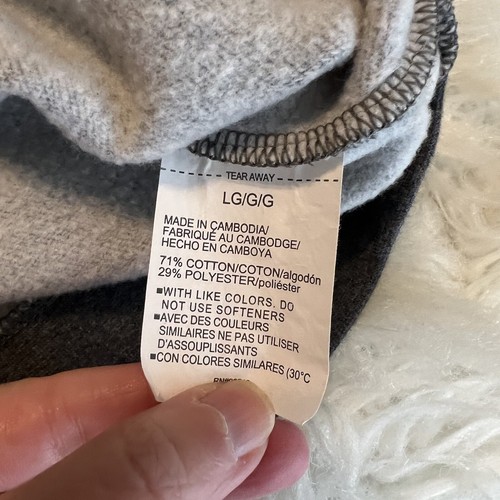 TEAR AWAY
LG/G/G
MADE IN CAMBODIA/
FABRIQUÉ AU CAMBODGE/
HECHO EN CAMBOYA
71% COTTON/COTON/algodón
29% POLYESTER/poliéster
▪WITH LIKE COLORS. DO
NOT USE SOFTENERS
▪AVEC DES COULEURS
SIMILAIRES NE PAS UTILISER
D'ASSOUPLISSANTS
▪CON COLORES SIMILARES (30°C